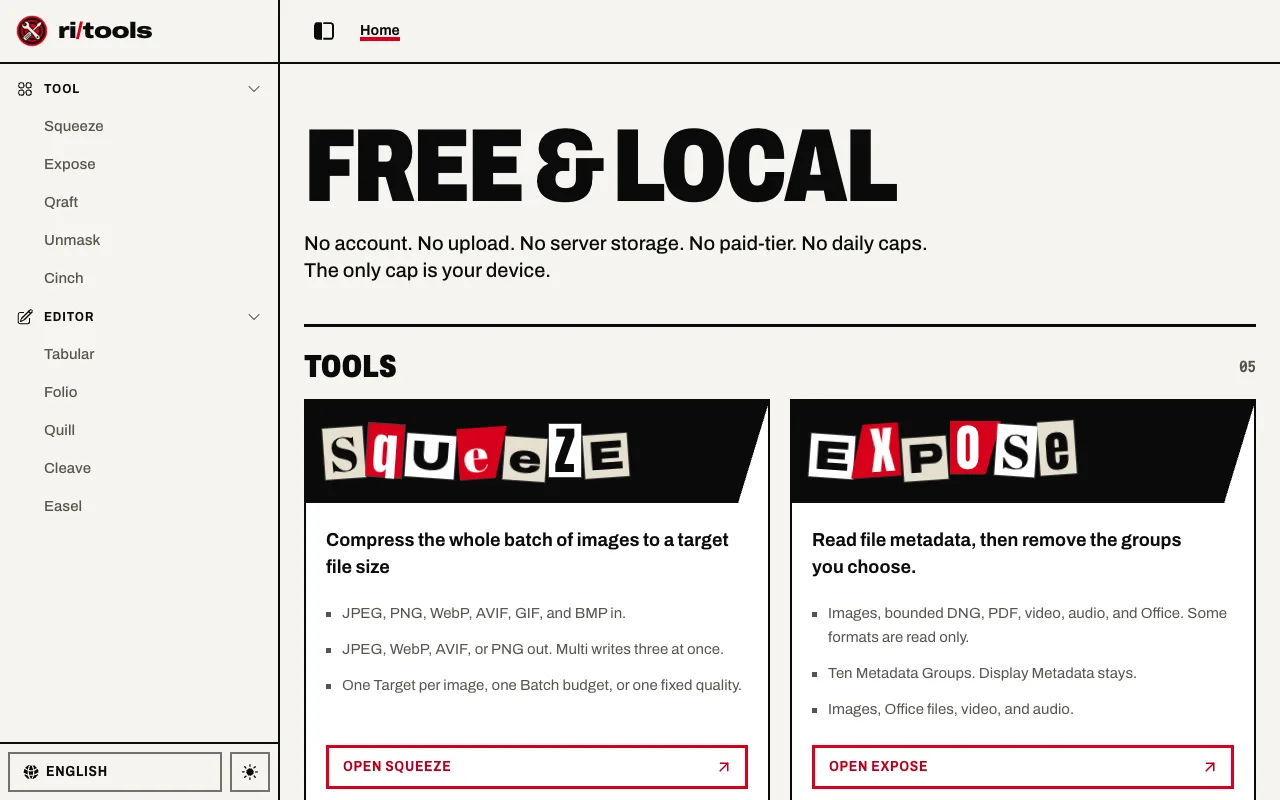 ri/tools
Home
TOOL
Squeeze
Expose
Qraft
Unmask
Cinch
EDITOR
Tabular
Folio
Quill
Cleave
Easel
ENGLISH
FREE & LOCAL
No account. No upload. No server storage. No paid-tier. No daily caps.
The only cap is your device.
TOOLS
05
SqUeeZE
Compress the whole batch of images to a target
file size
JPEG, PNG, WebP, AVIF, GIF, and BMP in.
JPEG, WebP, AVIF, or PNG out. Multi writes three at once.
One Target per image, one Batch budget, or one fixed quality.
OPEN SQUEEZE
EXPOSe
Read file metadata, then remove the groups
you choose.
Images, bounded DNG, PDF, video, audio, and Office. Some
formats are read only.
Ten Metadata Groups. Display Metadata stays.
Images, Office files, video, and audio.
OPEN EXPOSE